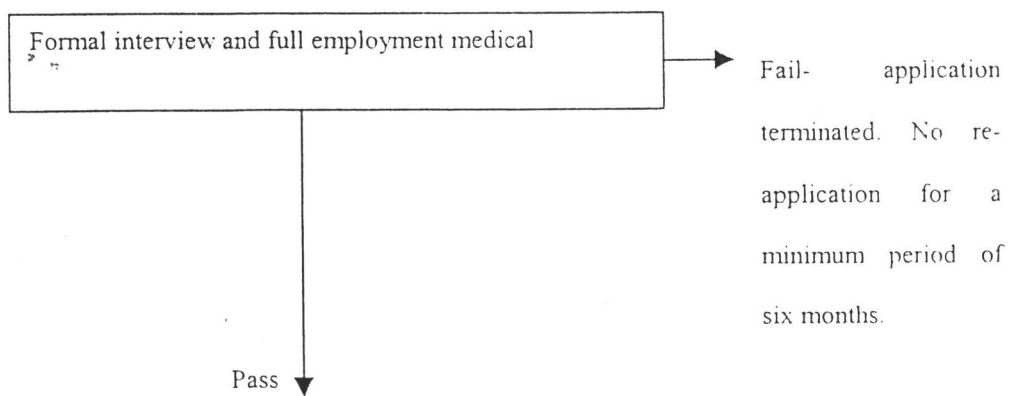 Formal interview and full employment medical
Fail- application
terminated. No re-
application for a
minimum period of
six months.
Pass